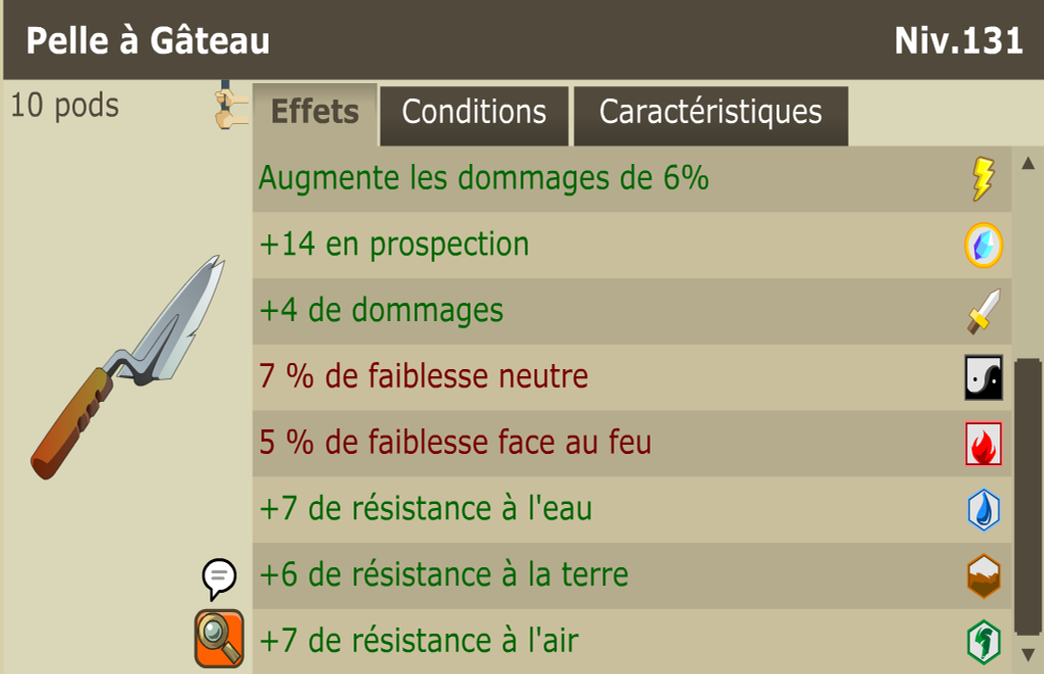 Pelle à Gâteau
Niv.131
10 pods
Effets
Conditions
Caractéristiques
Augmente les dommages de 6%
+14 en prospection
+4 de dommages
7 % de faiblesse neutre
5 % de faiblesse face au feu
+7 de résistance à l'eau
+6 de résistance à la terre
+7 de résistance à l'air